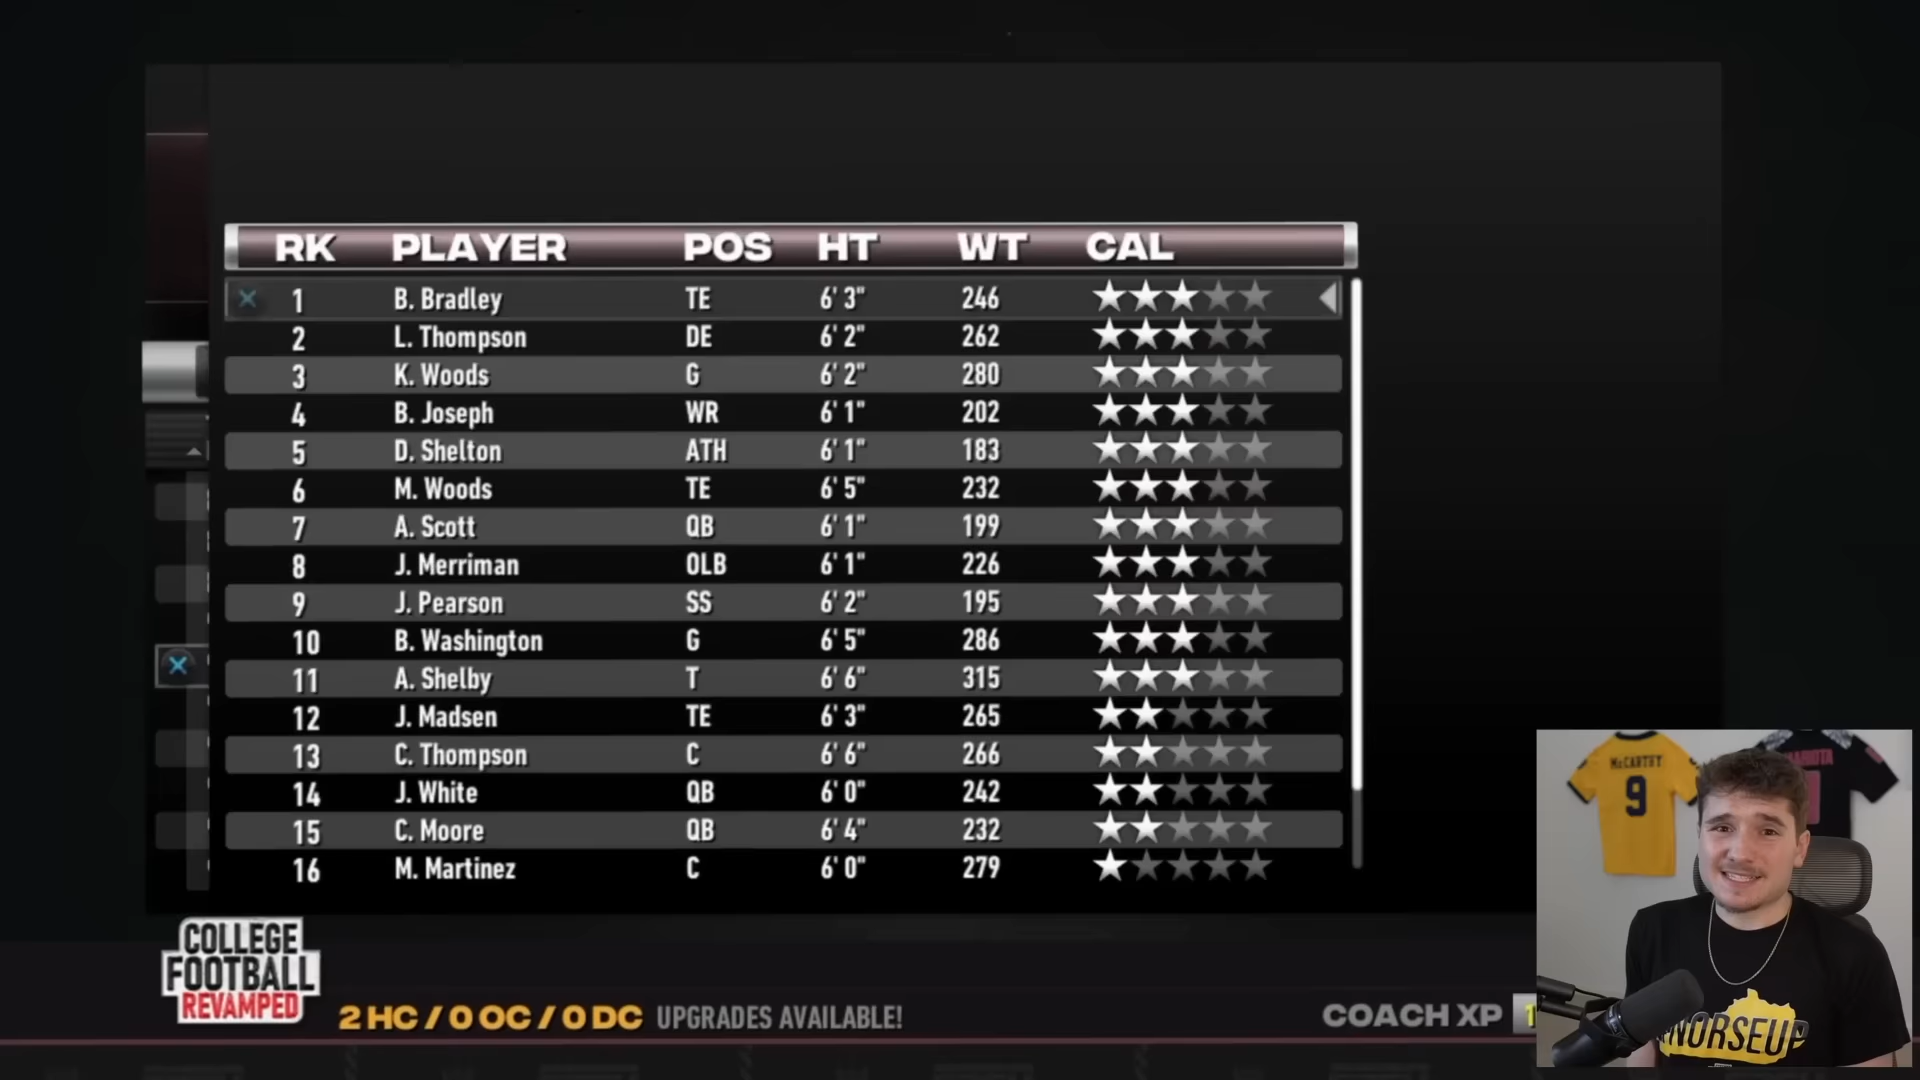 RK PLAYER POS HT WT CAL
1 B. Bradley TE 6' 3" 246
2 L. Thompson DE 6' 2" 262
3 K. Woods G 6' 2" 280
4 B. Joseph WR 6' 1" 202
5 D. Shelton ATH 6' 1" 183
6 M. Woods TE 6' 5" 232
7 A. Scott QB 6' 1" 199
8 J. Merriman OLB 6' 1" 226
9 J. Pearson SS 6' 2" 195
10 B. Washington G 6' 5" 286
11 A. Shelby T 6' 6" 315
12 J. Madsen TE 6' 3" 265
13 C. Thompson C 6' 6" 266
14 J. White QB 6' 0" 242
15 C. Moore QB 6' 4" 232
16 M. Martinez C 6' 0" 279
COLLEGE
FOOTBALL
REVAMPED
2 HC / 0 OC / 0 DC UPGRADES AVAILABLE!
COACH XP
McCARTHY
9
#NORSEUP